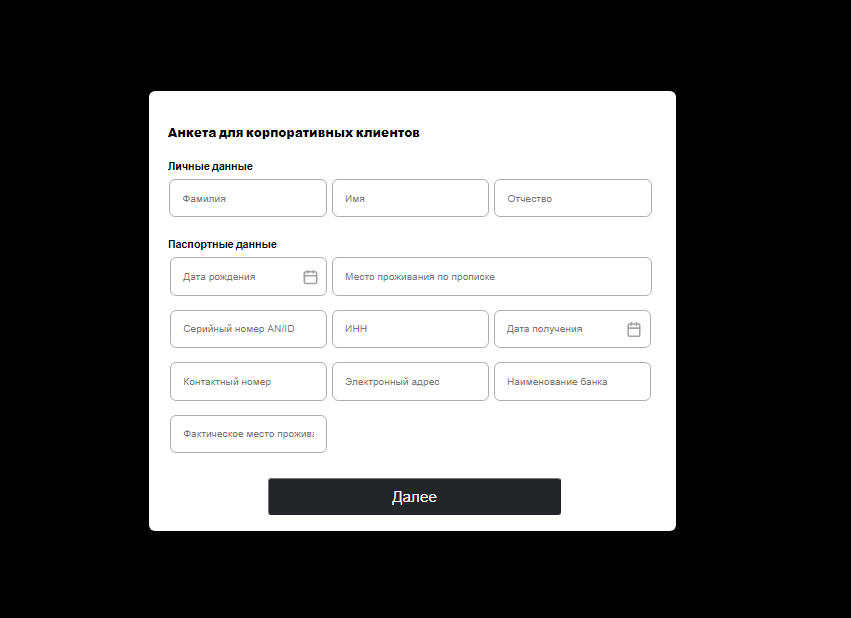 Анкета для корпоративных клиентов
Личные данные
Фамилия Имя Отчество
Паспортные данные
Дата рождения Место проживания по прописке
Серийный номер AN/ID ИНН Дата получения
Контактный номер Электронный адрес Наименование банка
Фактическое место прожива
Далее